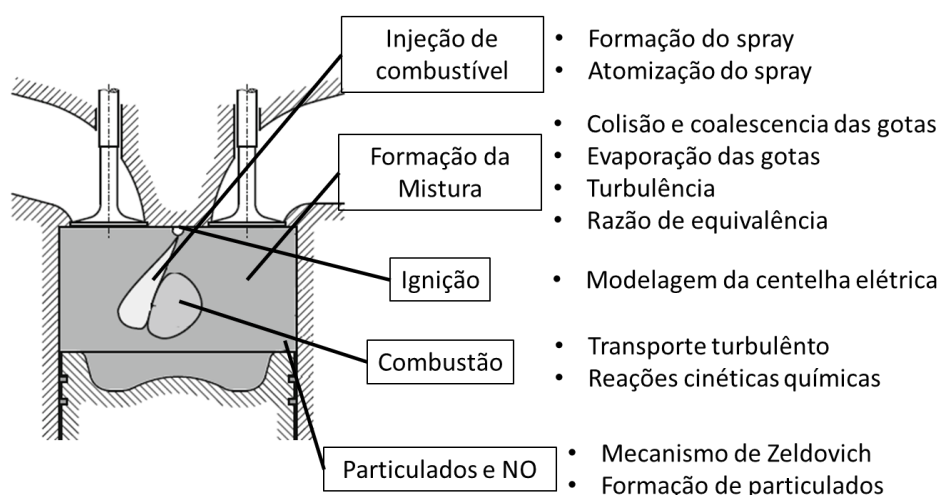 Injeção de
combustível
• Formação do spray
• Atomização do spray
Formação da
Mistura
• Colisão e coalescencia das gotas
• Evaporação das gotas
• Turbulência
• Razão de equivalência
Ignição
• Modelagem da centelha elétrica
Combustão
• Transporte turbulênto
• Reações cinéticas químicas
Particulados e NO
• Mecanismo de Zeldovich
• Formação de particulados